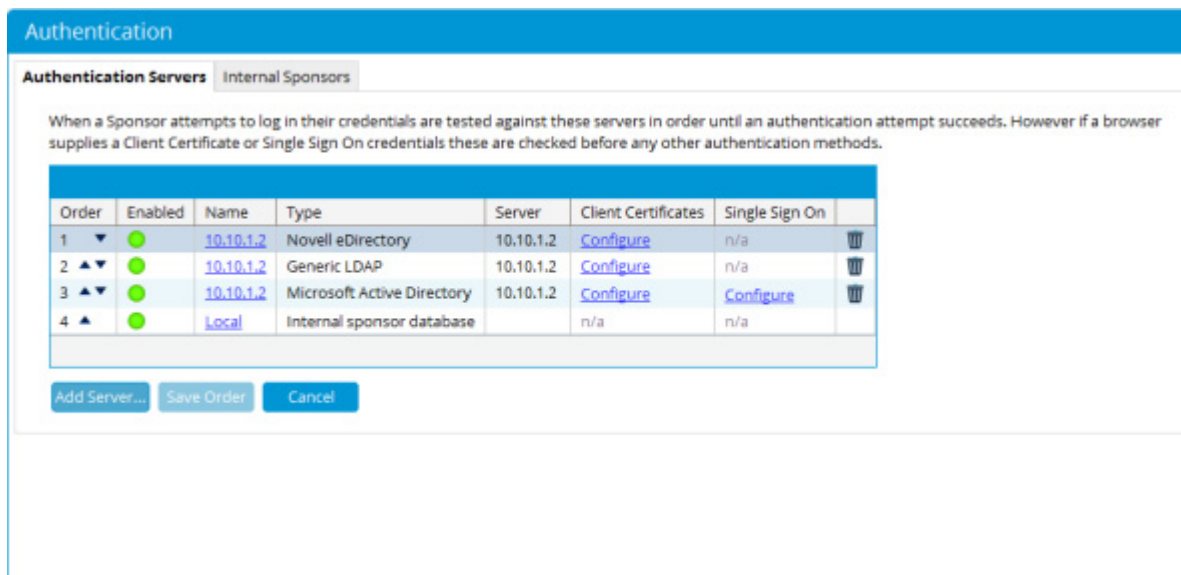 Authentication
Authentication Servers Internal Sponsors
When a Sponsor attempts to log in their credentials are tested against these servers in order until an authentication attempt succeeds. However if a browser
supplies a Client Certificate or Single Sign On credentials these are checked before any other authentication methods.
Order Enabled Name Type Server Client Certificates Single Sign On
1 10.10.1.2 Novell eDirectory 10.10.1.2 Configure n/a
2 10.10.1.2 Generic LDAP 10.10.1.2 Configure n/a
3 10.10.1.2 Microsoft Active Directory 10.10.1.2 Configure Configure
4 Local Internal sponsor database n/a n/a
Add Server... Save Order Cancel